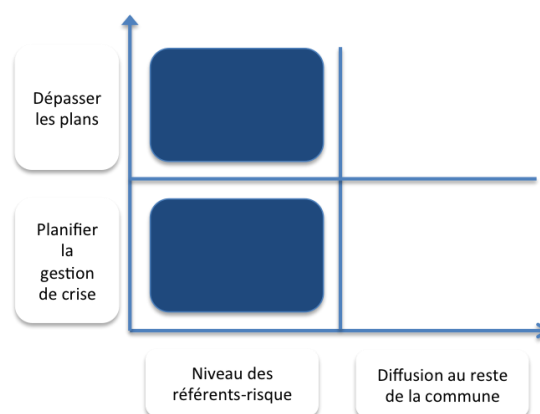 Dépasser
les plans
Planifier
la
gestion
de crise
Niveau des
référents-risque
Diffusion au reste
de la commune